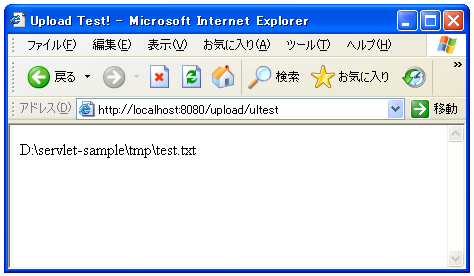 Upload Test! - Microsoft Internet Explorer
ファイル(F) 編集(E) 表示(V) お気に入り(A) ツール(T) ヘルプ(H)
戻る 検索 お気に入り »
アドレス(D) http://localhost:8080/upload/ultest 移動
D:\servlet-sample\tmp\test.txt